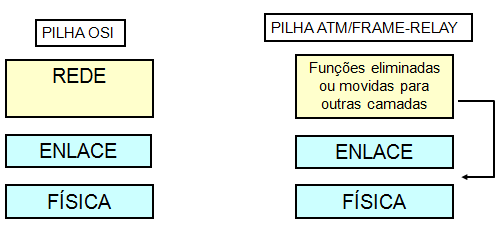 PILHA OSI
REDE
ENLACE
FÍSICA
PILHA ATM/FRAME-RELAY
Funções eliminadas
ou movidas para
outras camadas
ENLACE
FÍSICA